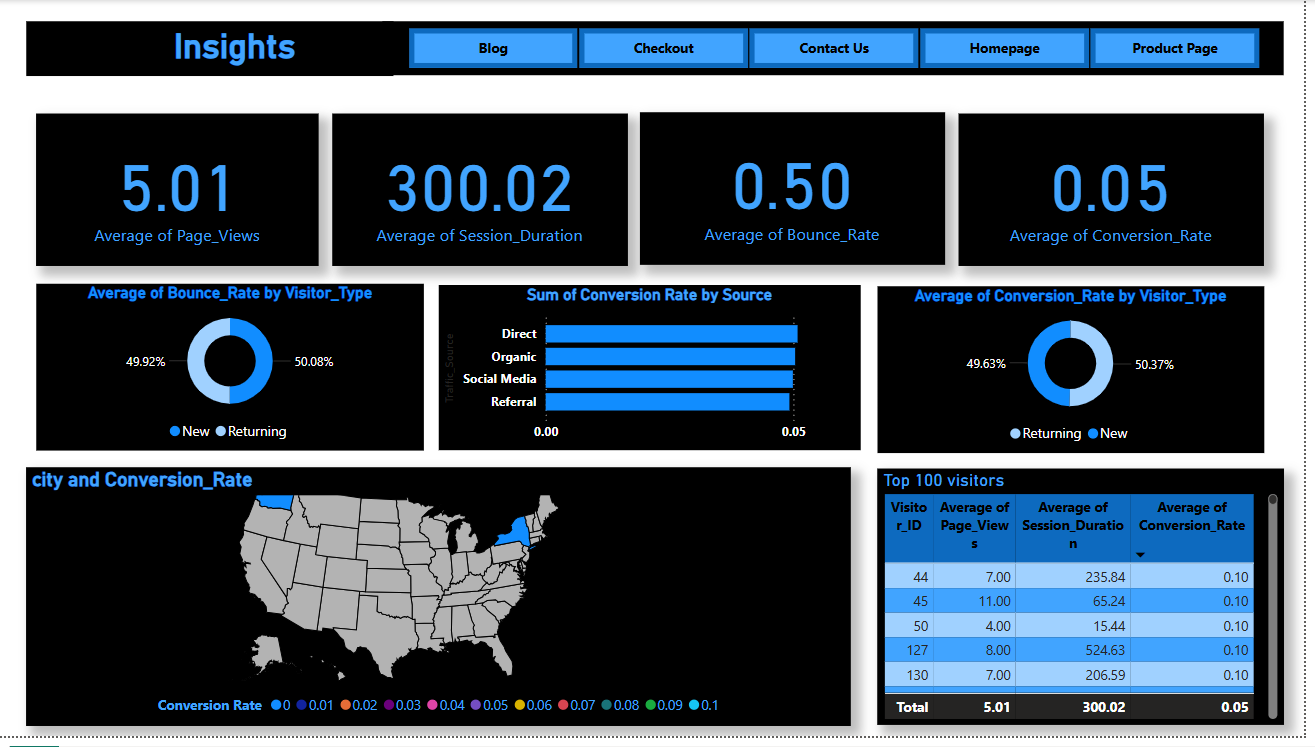 Insights
Blog
Checkout
Contact Us
Homepage
Product Page
5.01
Average of Page_Views
300.02
Average of Session_Duration
0.50
Average of Bounce_Rate
0.05
Average of Conversion_Rate
Average of Bounce_Rate by Visitor_Type
49.92%
50.08%
New Returning
Sum of Conversion Rate by Source
Traffic_Source
Direct
Organic
Social Media
Referral
0.00 0.05
Average of Conversion_Rate by Visitor_Type
49.63%
50.37%
Returning New
city and Conversion_Rate
Conversion Rate 0 0.01 0.02 0.03 0.04 0.05 0.06 0.07 0.08 0.09 0.1
Top 100 visitors
Visito Average of Average of Average of
r_ID Page_View Session_Duratio Conversion_Rate
s n
44 7.00 235.84 0.10
45 11.00 65.24 0.10
50 4.00 15.44 0.10
127 8.00 524.63 0.10
130 7.00 206.59 0.10
Total 5.01 300.02 0.05